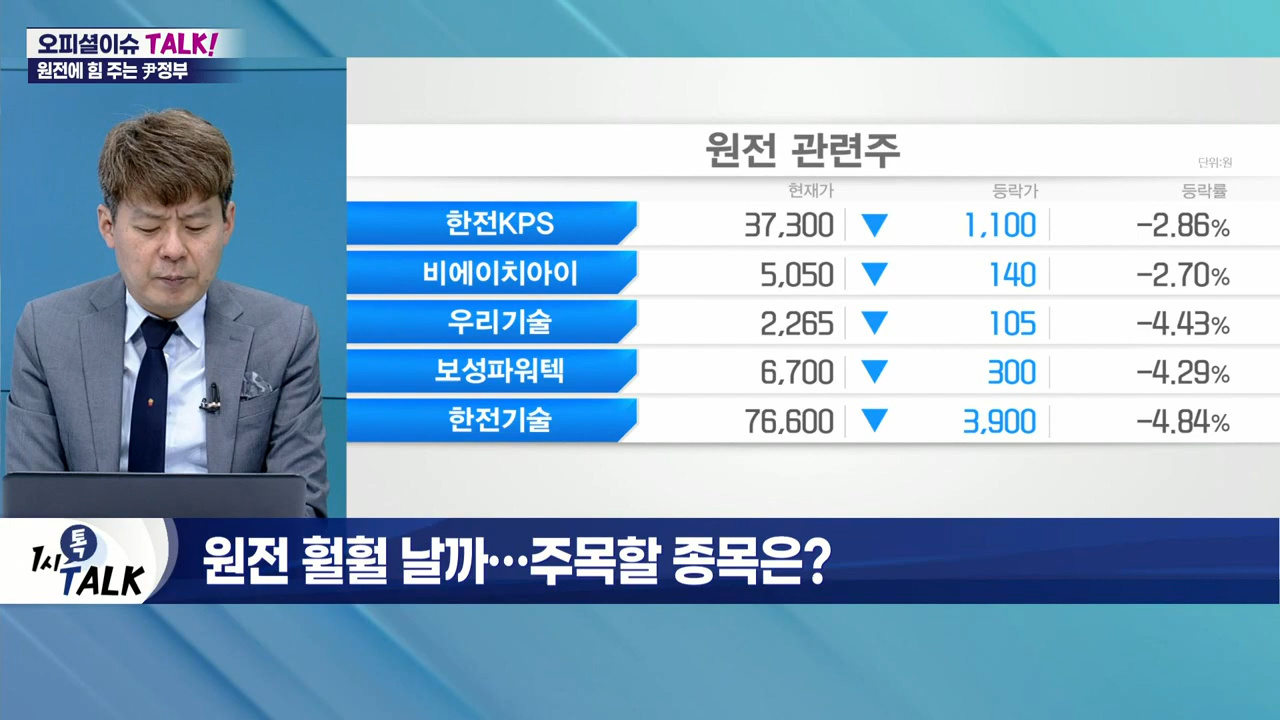 오피셜이슈 TALK!
원전에 힘 주는 尹정부
원전 관련주
단위:원
현재가 등락가 등락률
한전KPS 37,300 ▼ 1,100 -2.86%
비에이치아이 5,050 ▼ 140 -2.70%
우리기술 2,265 ▼ 105 -4.43%
보성파워텍 6,700 ▼ 300 -4.29%
한전기술 76,600 ▼ 3,900 -4.84%
1시톡
TALK
원전 훨훨 날까…주목할 종목은?